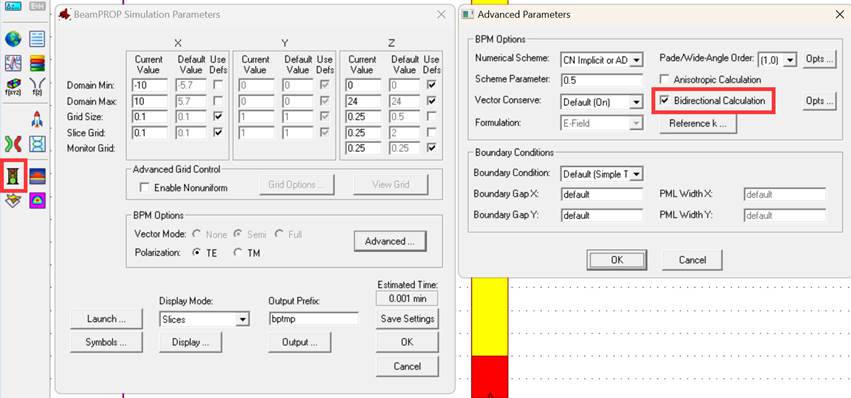 BeamPROP Simulation Parameters
X Y Z
Current Value Default Value Use Defs Current Value Default Value Use Defs Current Value Default Value Use Defs
Domain Min: -10 -5.7 0 0 0 0
Domain Max: 10 5.7 0 0 24 24
Grid Size: 0.1 0.1 1 1 0.25 0.5
Slice Grid: 0.1 0.1 1 1 0.25 2
Monitor Grid: 0.25 0.25
Advanced Grid Control
Enable Nonuniform Grid Options ... View Grid
BPM Options
Vector Mode: None Semi Full
Polarization: TE TM
Advanced ...
Estimated Time:
0.001 min
Display Mode: Output Prefix:
Launch ... Slices bptmp Save Settings
Symbols ... Display ... Output ... OK
Cancel
Advanced Parameters
BPM Options
Numerical Scheme: CN Implicit or AD Pade/Wide-Angle Order: (1,0) Opts ...
Scheme Parameter: 0.5 Anisotropic Calculation
Vector Conserve: Default (On) Bidirectional Calculation Opts ...
Formulation: E-Field Reference k ...
Boundary Conditions
Boundary Condition: Default (Simple T
Boundary Gap X: default PML Width X: default
Boundary Gap Y: default PML Width Y: default
OK Cancel
f(xyz) f(z)